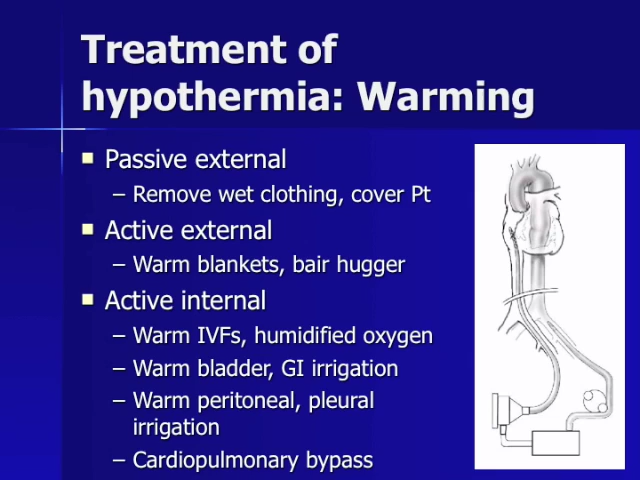 Treatment of
hypothermia: Warming
Passive external
– Remove wet clothing, cover Pt
Active external
– Warm blankets, bair hugger
Active internal
– Warm IVFs, humidified oxygen
– Warm bladder, GI irrigation
– Warm peritoneal, pleural
irrigation
– Cardiopulmonary bypass